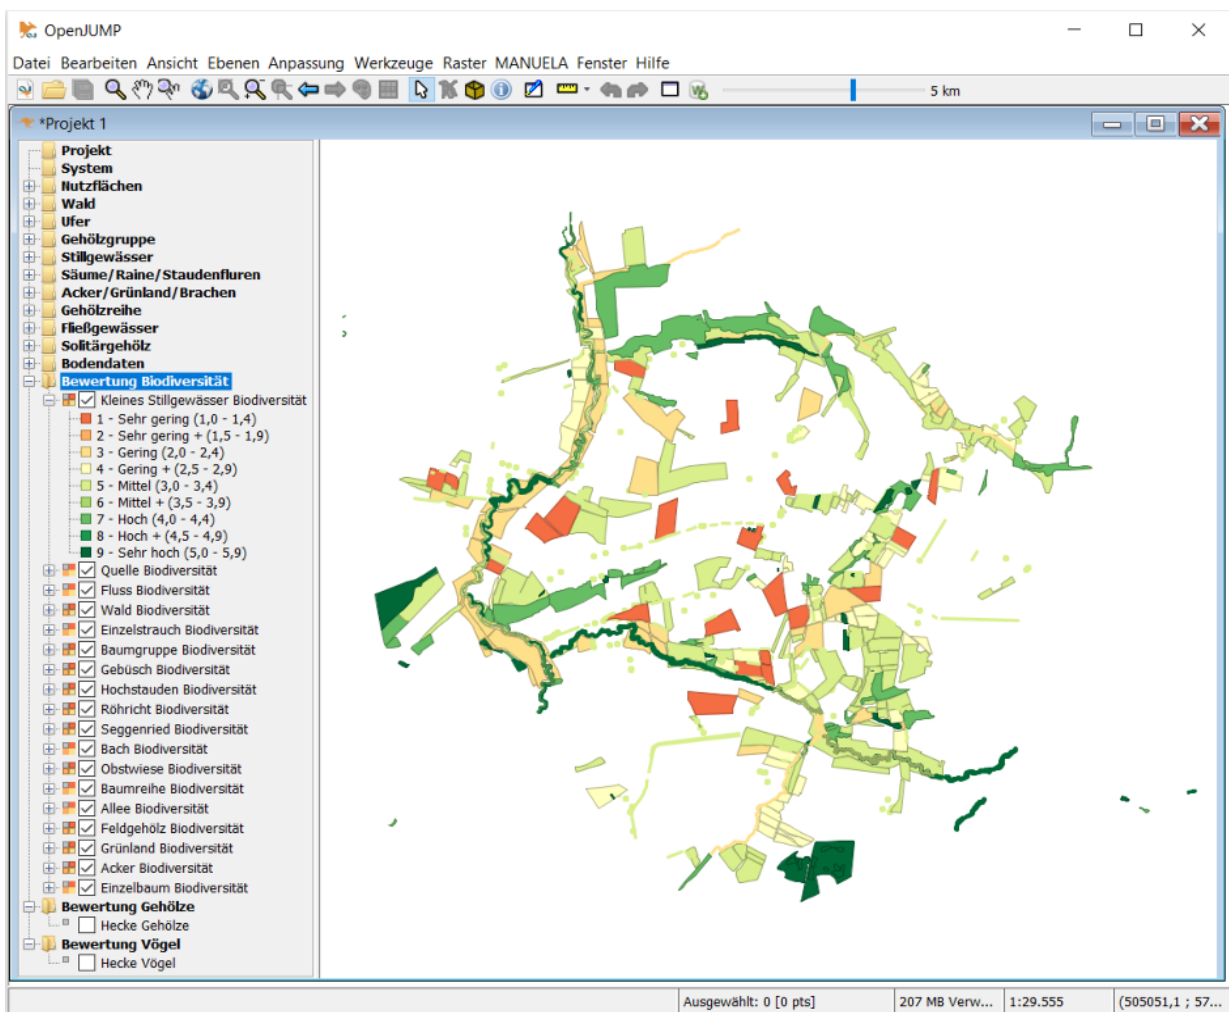 OpenJUMP
Datei Bearbeiten Ansicht Ebenen Anpassung Werkzeuge Raster MANUELA Fenster Hilfe
5 km
*Projekt 1
Projekt
System
Nutzflächen
Wald
Ufer
Gehölzgruppe
Stillgewässer
Säume/Raine/Staudenfluren
Acker/Grünland/Brachen
Gehölzreihe
Fließgewässer
Solitärgehölz
Bodendaten
Bewertung Biodiversität
Kleines Stillgewässer Biodiversität
1 - Sehr gering (1,0 - 1,4)
2 - Sehr gering + (1,5 - 1,9)
3 - Gering (2,0 - 2,4)
4 - Gering + (2,5 - 2,9)
5 - Mittel (3,0 - 3,4)
6 - Mittel + (3,5 - 3,9)
7 - Hoch (4,0 - 4,4)
8 - Hoch + (4,5 - 4,9)
9 - Sehr hoch (5,0 - 5,9)
Quelle Biodiversität
Fluss Biodiversität
Wald Biodiversität
Einzelstrauch Biodiversität
Baumgruppe Biodiversität
Gebüsch Biodiversität
Hochstauden Biodiversität
Röhricht Biodiversität
Seggenried Biodiversität
Bach Biodiversität
Obstwiese Biodiversität
Baumreihe Biodiversität
Allee Biodiversität
Feldgehölz Biodiversität
Grünland Biodiversität
Acker Biodiversität
Einzelbaum Biodiversität
Bewertung Gehölze
Hecke Gehölze
Bewertung Vögel
Hecke Vögel
Ausgewählt: 0 [0 pts] 207 MB Verw... 1:29.555 (505051,1 ; 57...